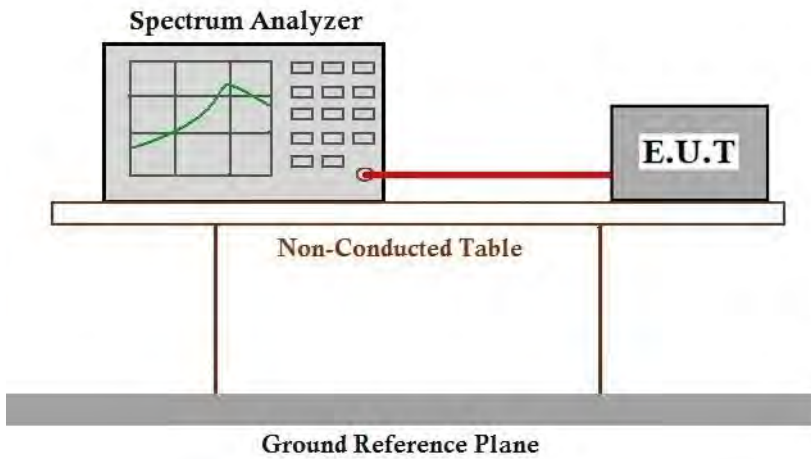 Spectrum Analyzer
E.U.T
Non-Conducted Table
Ground Reference Plane